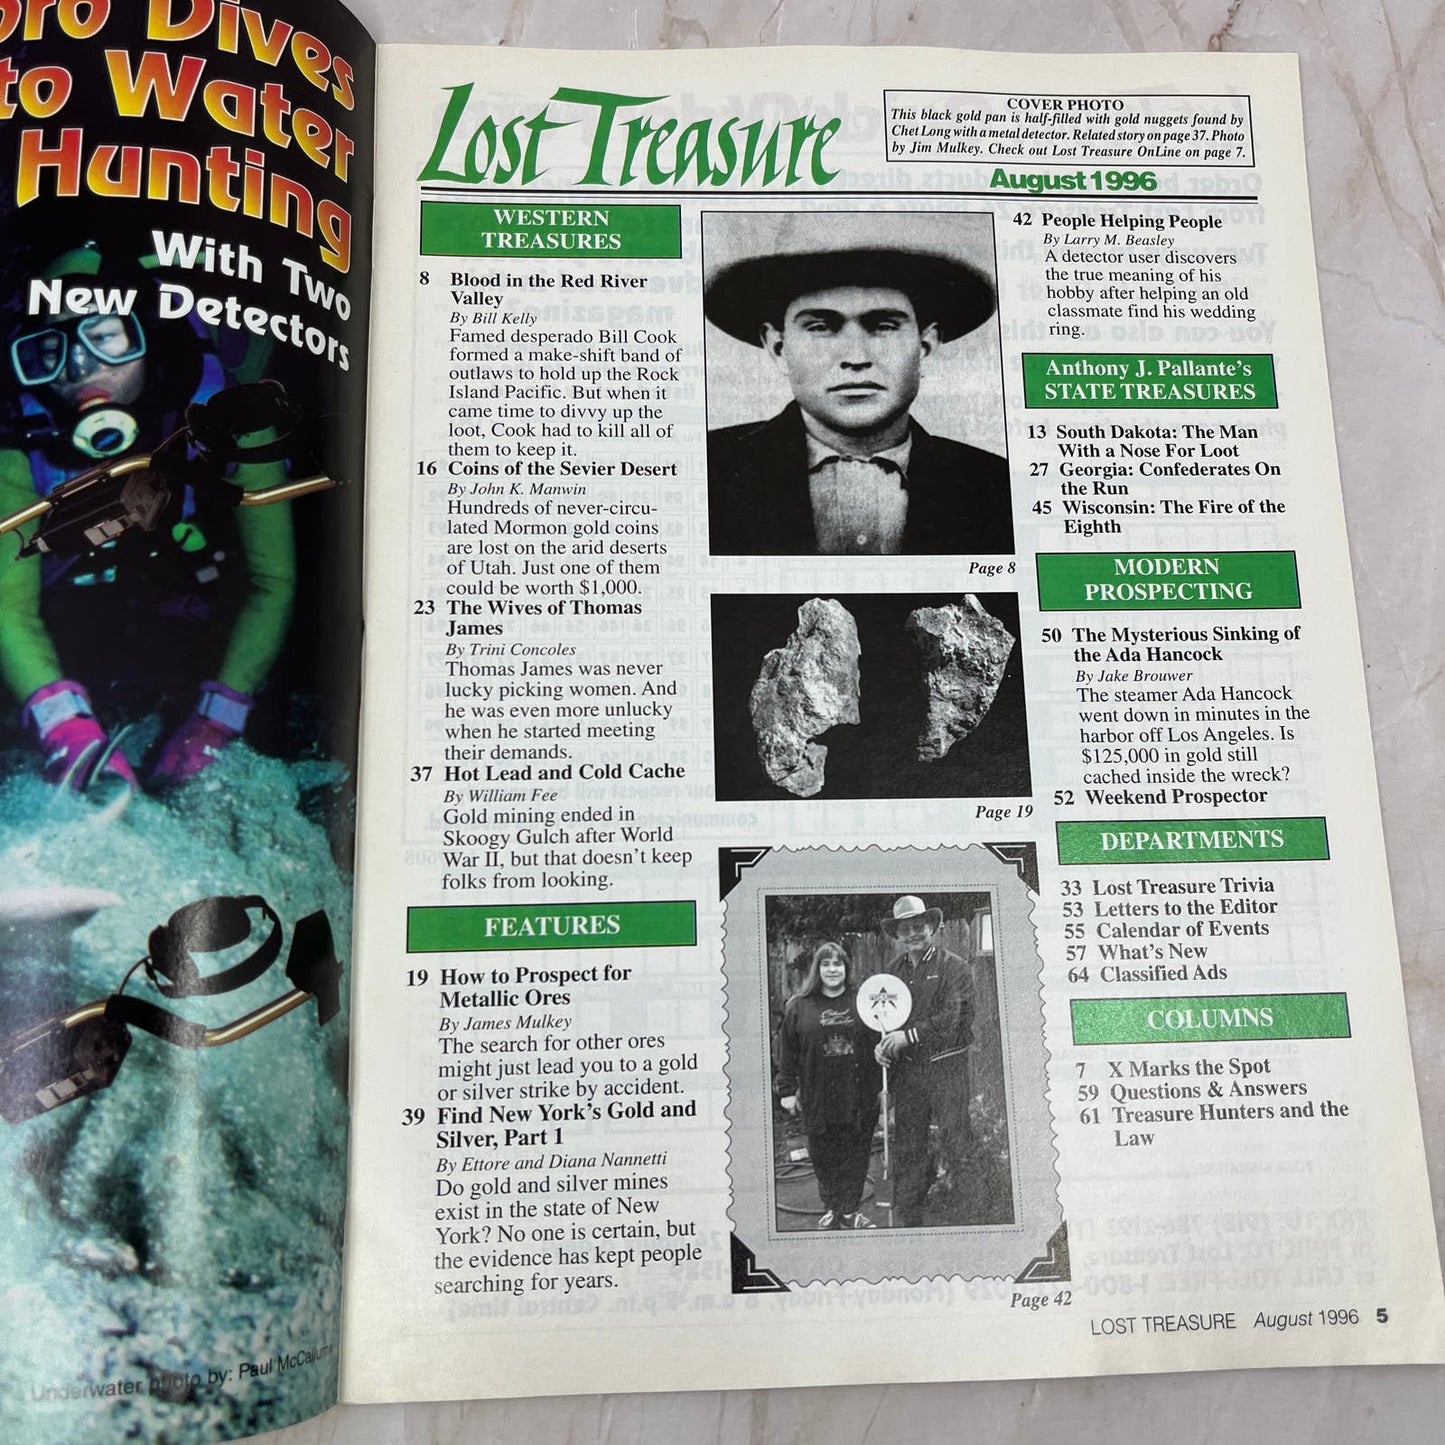 pro Dives
to Water
Hunting
With Two
New Detectors
Underwater photo by: Paul McCallum
Lost Treasure
COVER PHOTO
This black gold pan is half-filled with gold nuggets found by
Chet Long with a metal detector. Related story on page 37. Photo
by Jim Mulkey. Check out Lost Treasure OnLine on page 7.
August 1996
WESTERN
TREASURES
8 Blood in the Red River
Valley
By Bill Kelly
Famed desperado Bill Cook
formed a make-shift band of
outlaws to hold up the Rock
Island Pacific. But when it
came time to divvy up the
loot, Cook had to kill all of
them to keep it.
16 Coins of the Sevier Desert
By John K. Manwin
Hundreds of never-circu-
lated Mormon gold coins
are lost on the arid deserts
of Utah. Just one of them
could be worth $1,000.
23 The Wives of Thomas
James
By Trini Concoles
Thomas James was never
lucky picking women. And
he was even more unlucky
when he started meeting
their demands.
37 Hot Lead and Cold Cache
By William Fee
Gold mining ended in
Skoogy Gulch after World
War II, but that doesn't keep
folks from looking.
FEATURES
19 How to Prospect for
Metallic Ores
By James Mulkey
The search for other ores
might just lead you to a gold
or silver strike by accident.
39 Find New York's Gold and
Silver, Part 1
By Ettore and Diana Nannetti
Do gold and silver mines
exist in the state of New
York? No one is certain, but
the evidence has kept people
searching for years.
Page 8
Page 19
Page 42
42 People Helping People
By Larry M. Beasley
A detector user discovers
the true meaning of his
hobby after helping an old
classmate find his wedding
ring.
Anthony J. Pallante's
STATE TREASURES
13 South Dakota: The Man
With a Nose For Loot
27 Georgia: Confederates On
the Run
45 Wisconsin: The Fire of the
Eighth
MODERN
PROSPECTING
50 The Mysterious Sinking of
the Ada Hancock
By Jake Brouwer
The steamer Ada Hancock
went down in minutes in the
harbor off Los Angeles. Is
$125,000 in gold still
cached inside the wreck?
52 Weekend Prospector
DEPARTMENTS
33 Lost Treasure Trivia
53 Letters to the Editor
55 Calendar of Events
57 What's New
64 Classified Ads
COLUMNS
7 X Marks the Spot
59 Questions & Answers
61 Treasure Hunters and the
Law
LOST TREASURE August 1996 5